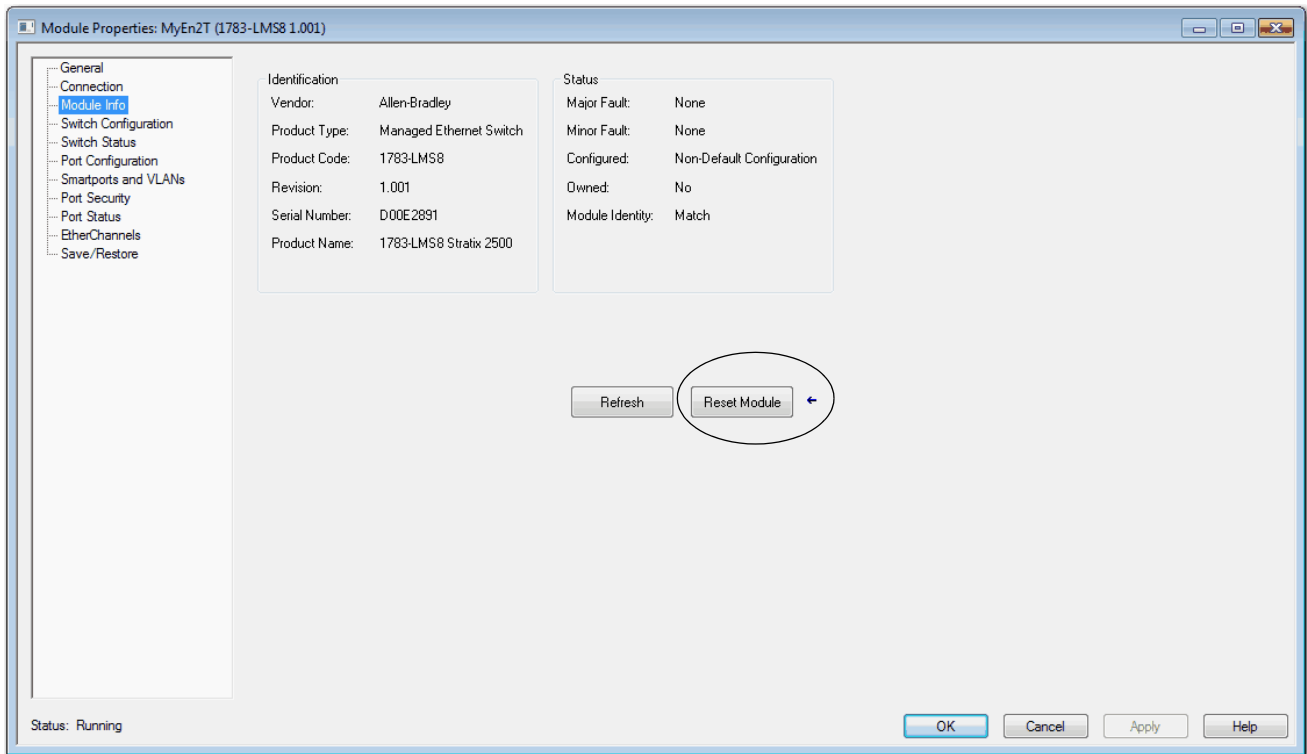 Module Properties: MyEn2T (1783-LMS8 1.001)
General
Connection
Module Info
Switch Configuration
Switch Status
Port Configuration
Smartports and VLANs
Port Security
Port Status
EtherChannels
Save/Restore
Identification
Vendor: Allen-Bradley
Product Type: Managed Ethernet Switch
Product Code: 1783-LMS8
Revision: 1.001
Serial Number: D00E2891
Product Name: 1783-LMS8 Stratix 2500
Status
Major Fault: None
Minor Fault: None
Configured: Non-Default Configuration
Owned: No
Module Identity: Match
Refresh
Reset Module
Status: Running
OK
Cancel
Apply
Help